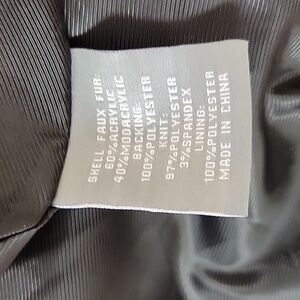 SHELL FAUX FUR:
60%ACRYLIC
40%MODACRYLIC
BACKING:
100%POLYESTER
KNIT:
97%POLYESTER
3%SPANDEX
LINING:
100%POLYESTER
MADE IN CHINA